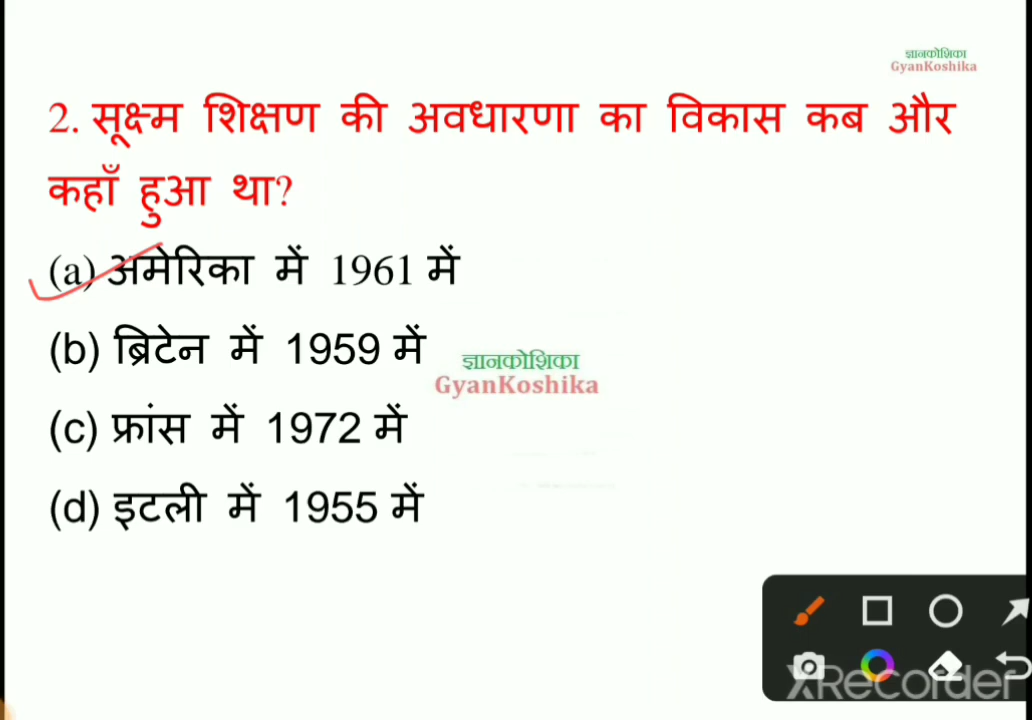 ज्ञानकोशिका
GyanKoshika
2. सूक्ष्म शिक्षण की अवधारणा का विकास कब और
कहाँ हुआ था?
(a) अमेरिका में 1961 में
(b) ब्रिटेन में 1959 में
ज्ञानकोशिका
GyanKoshika
(c) फ्रांस में 1972 में
(d) इटली में 1955 में
XRecorder